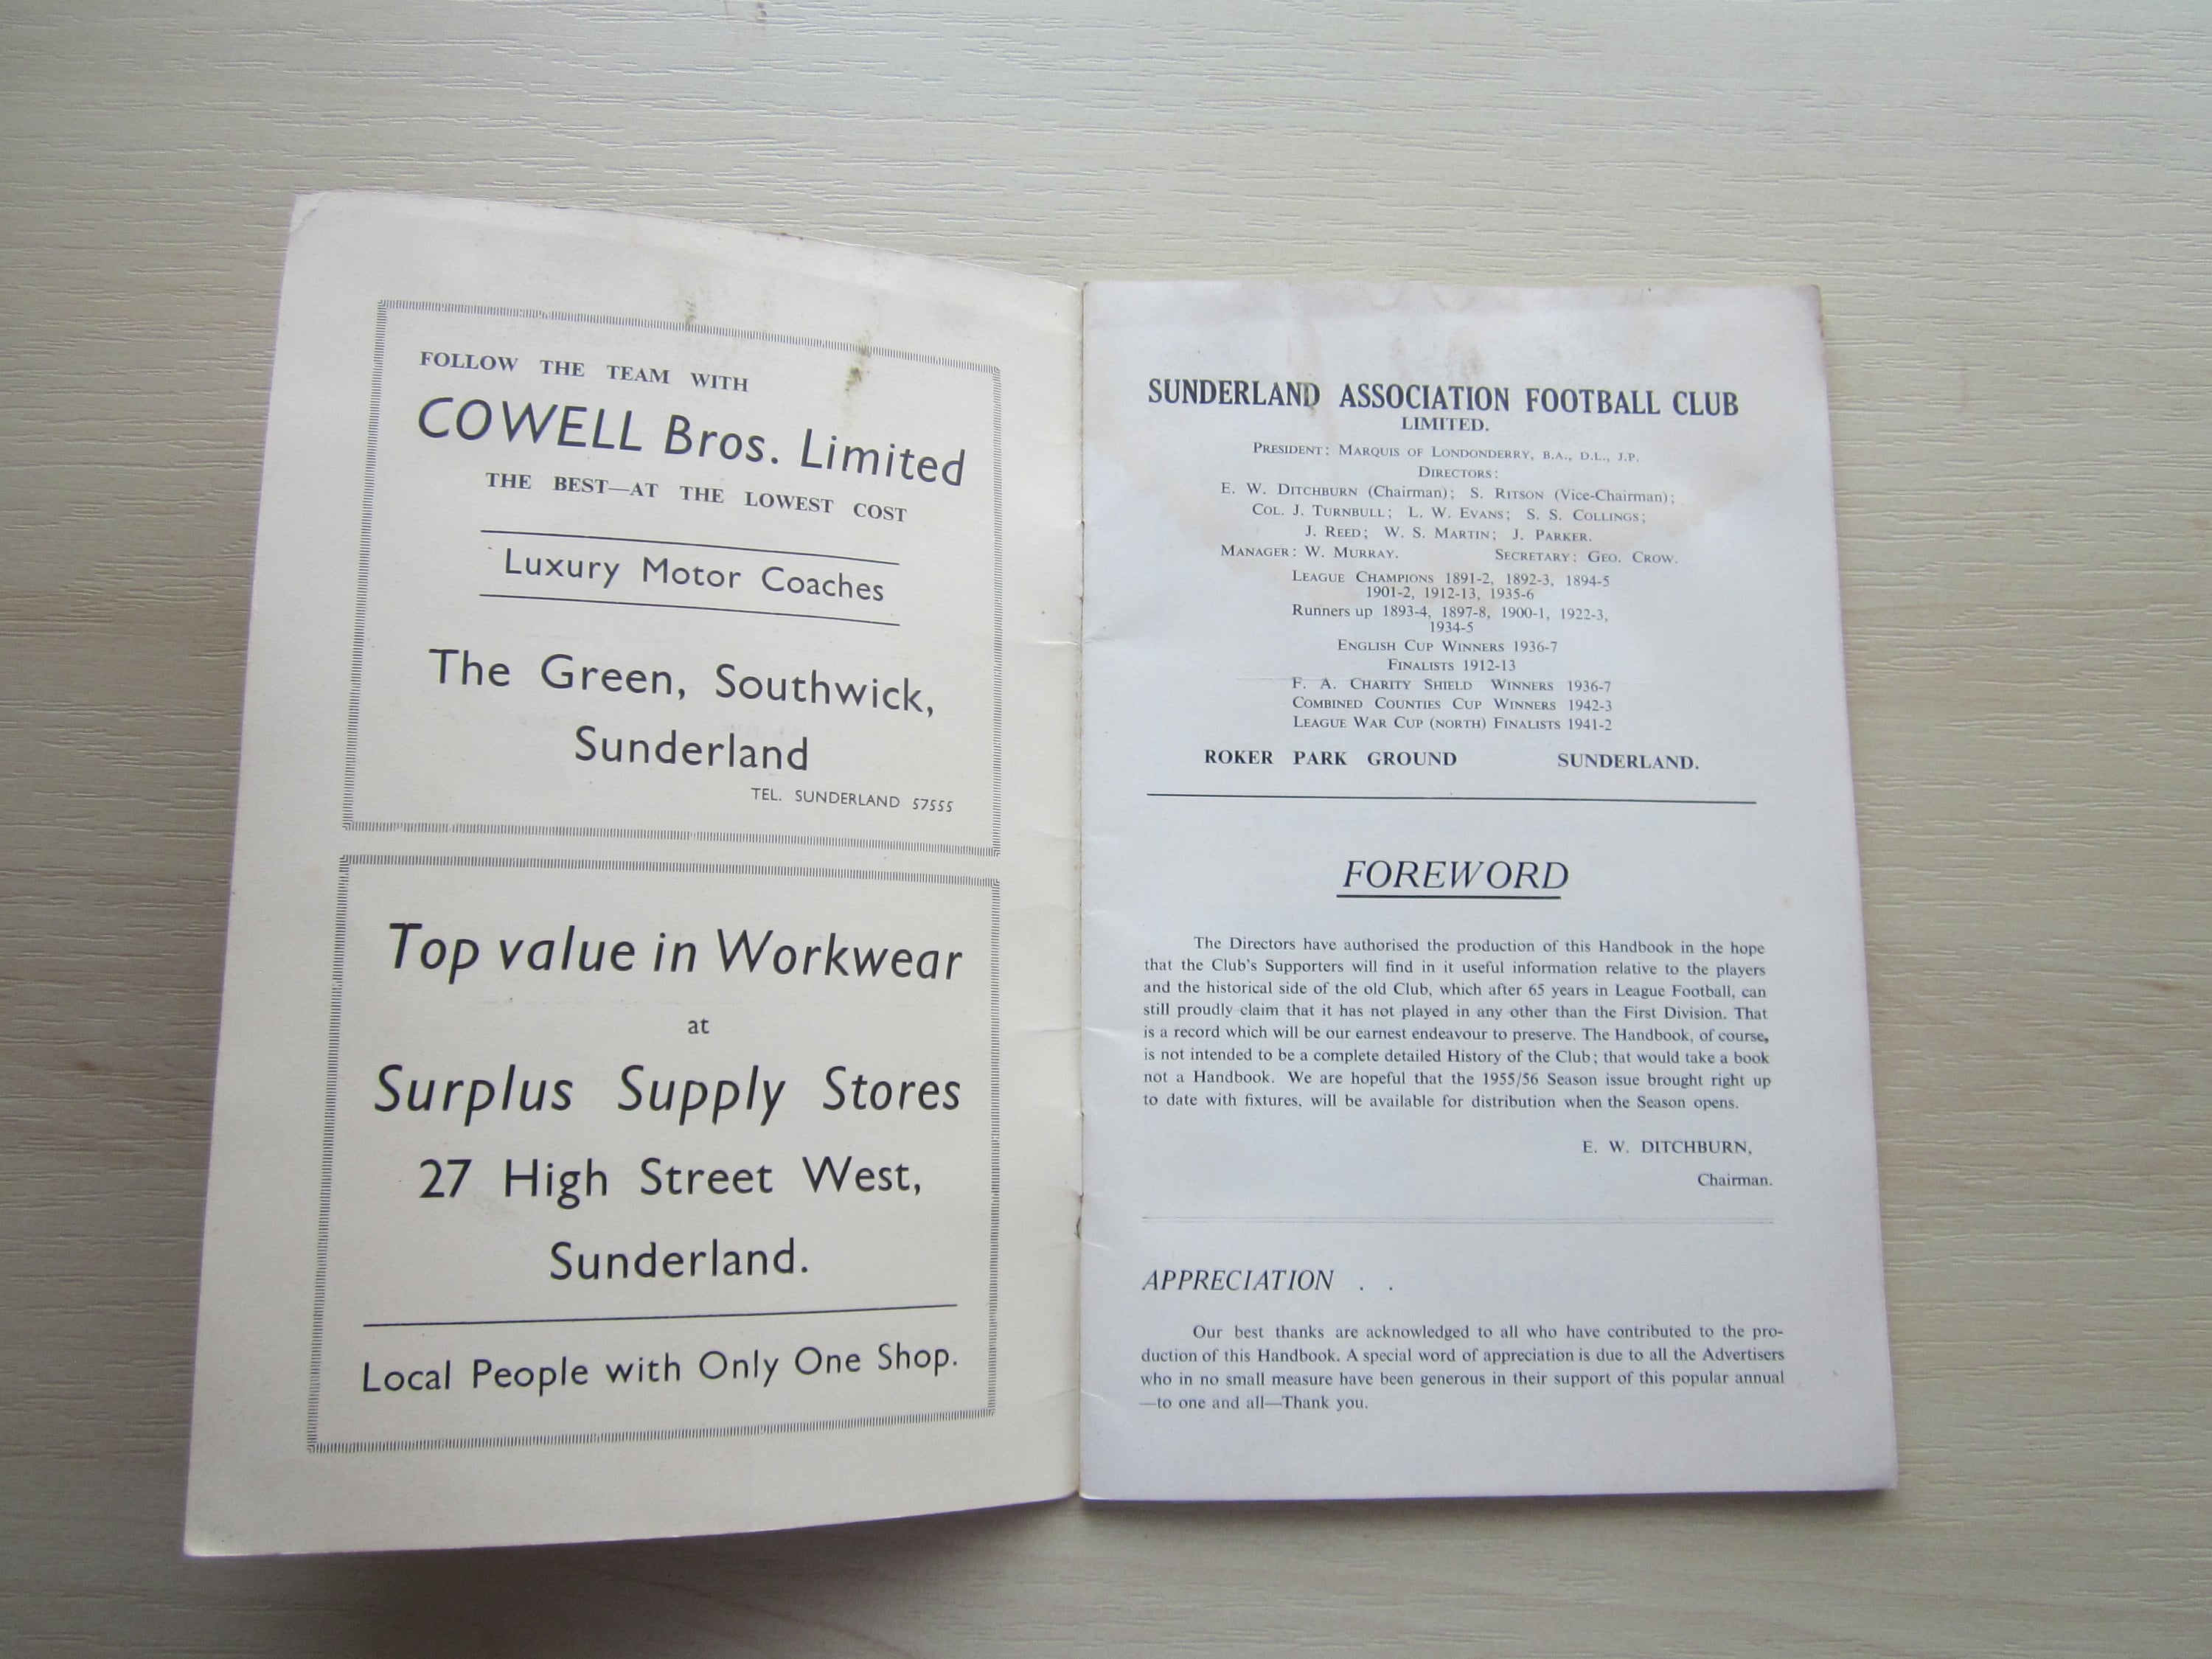 FOLLOW THE TEAM WITH
COWELL Bros. Limited
THE BEST—AT THE LOWEST COST
Luxury Motor Coaches
The Green, Southwick,
Sunderland
TEL. SUNDERLAND 57555
Top value in Workwear
at
Surplus Supply Stores
27 High Street West,
Sunderland.
Local People with Only One Shop.
SUNDERLAND ASSOCIATION FOOTBALL CLUB
LIMITED.
PRESIDENT: MARQUIS OF LONDONDERRY, B.A., D.L., J.P.
DIRECTORS:
E. W. DITCHBURN (Chairman); S. RITSON (Vice-Chairman);
COL. J. TURNBULL; L. W. EVANS; S. S. COLLINGS;
J. REED; W. S. MARTIN; J. PARKER.
MANAGER: W. MURRAY. SECRETARY: GEO. CROW.
LEAGUE CHAMPIONS 1891-2, 1892-3, 1894-5
1901-2, 1912-13, 1935-6
Runners up 1893-4, 1897-8, 1900-1, 1922-3,
1934-5
ENGLISH CUP WINNERS 1936-7
FINALISTS 1912-13
F. A. CHARITY SHIELD WINNERS 1936-7
COMBINED COUNTIES CUP WINNERS 1942-3
LEAGUE WAR CUP (NORTH) FINALISTS 1941-2
ROKER PARK GROUND SUNDERLAND.
FOREWORD
The Directors have authorised the production of this Handbook in the hope
that the Club's Supporters will find in it useful information relative to the players
and the historical side of the old Club, which after 65 years in League Football, can
still proudly claim that it has not played in any other than the First Division. That
is a record which will be our earnest endeavour to preserve. The Handbook, of course,
is not intended to be a complete detailed History of the Club; that would take a book
not a Handbook. We are hopeful that the 1955/56 Season issue brought right up
to date with fixtures, will be available for distribution when the Season opens.
E. W. DITCHBURN,
Chairman.
APPRECIATION . .
Our best thanks are acknowledged to all who have contributed to the pro-
duction of this Handbook. A special word of appreciation is due to all the Advertisers
who in no small measure have been generous in their support of this popular annual
—to one and all—Thank you.